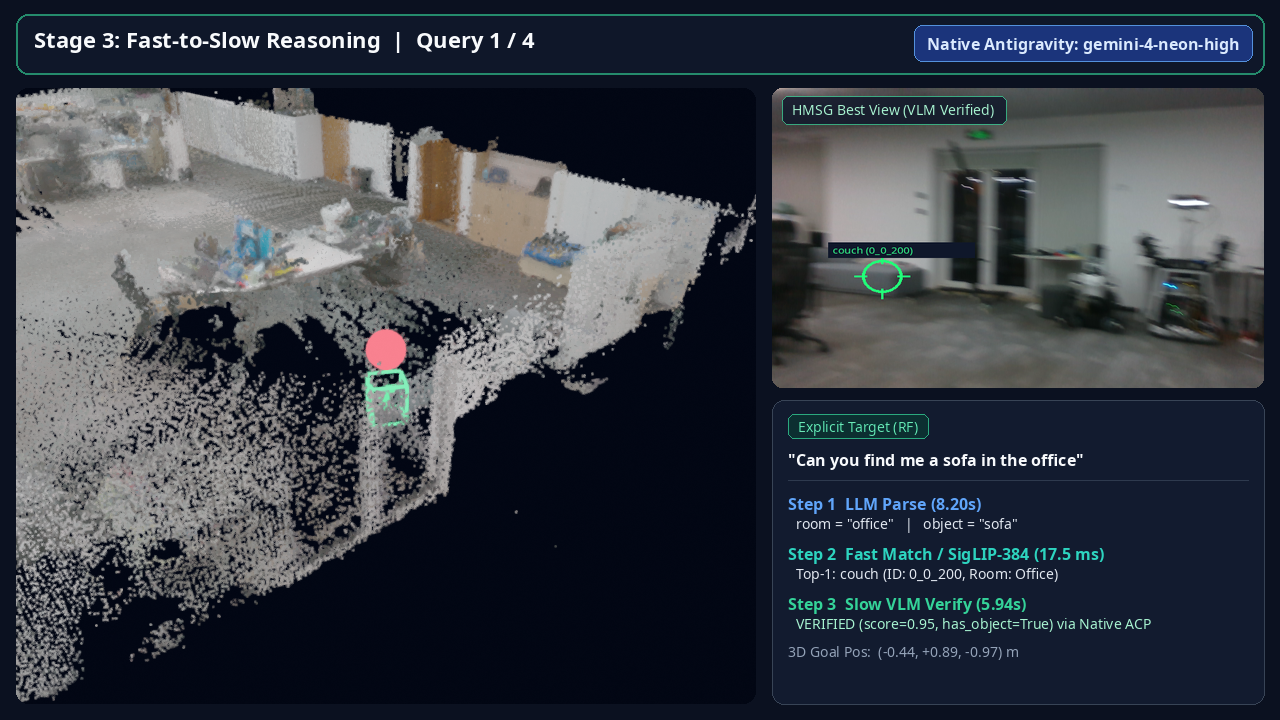 Stage 3: Fast-to-Slow Reasoning | Query 1 / 4
Native Antigravity: gemini-4-neon-high
HMSG Best View (VLM Verified)
couch (0_0_200)
Explicit Target (RF)
"Can you find me a sofa in the office"
Step 1 LLM Parse (8.20s)
room = "office" | object = "sofa"
Step 2 Fast Match / SigLIP-384 (17.5 ms)
Top-1: couch (ID: 0_0_200, Room: Office)
Step 3 Slow VLM Verify (5.94s)
VERIFIED (score=0.95, has_object=True) via Native ACP
3D Goal Pos: (-0.44, +0.89, -0.97) m